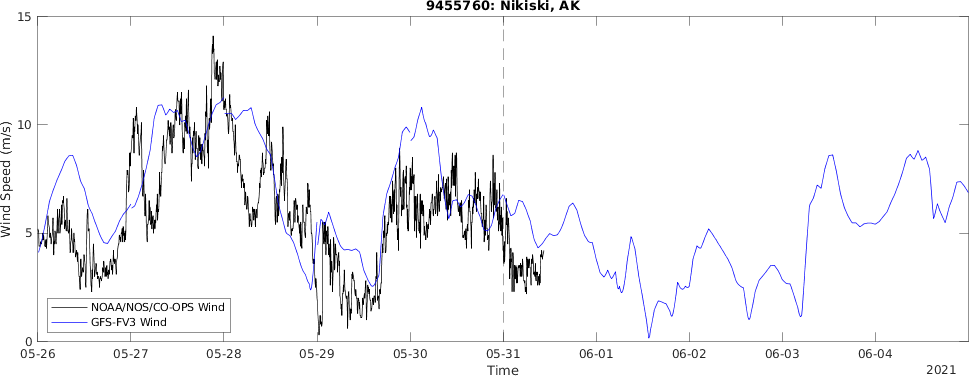 9455760: Nikiski, AK
15
10
5
0
Wind Speed (m/s)
NOAA/NOS/CO-OPS Wind
GFS-FV3 Wind
05-26 05-27 05-28 05-29 05-30 05-31 06-01 06-02 06-03 06-04
Time
2021